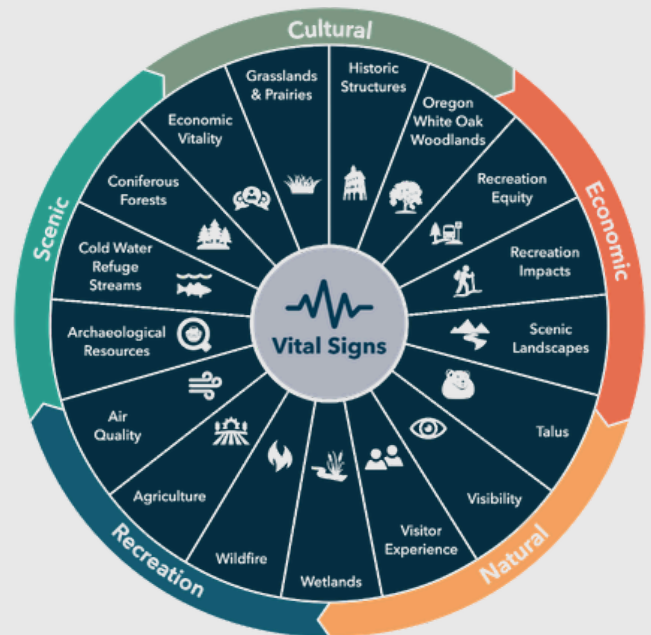 Cultural
Economic
Natural
Recreation
Scenic
Grasslands
& Prairies
Historic
Structures
Oregon
White Oak
Woodlands
Recreation
Equity
Recreation
Impacts
Scenic
Landscapes
Talus
Visibility
Visitor
Experience
Wetlands
Wildfire
Agriculture
Air
Quality
Archaeological
Resources
Cold Water
Refuge
Streams
Coniferous
Forests
Economic
Vitality
Vital Signs